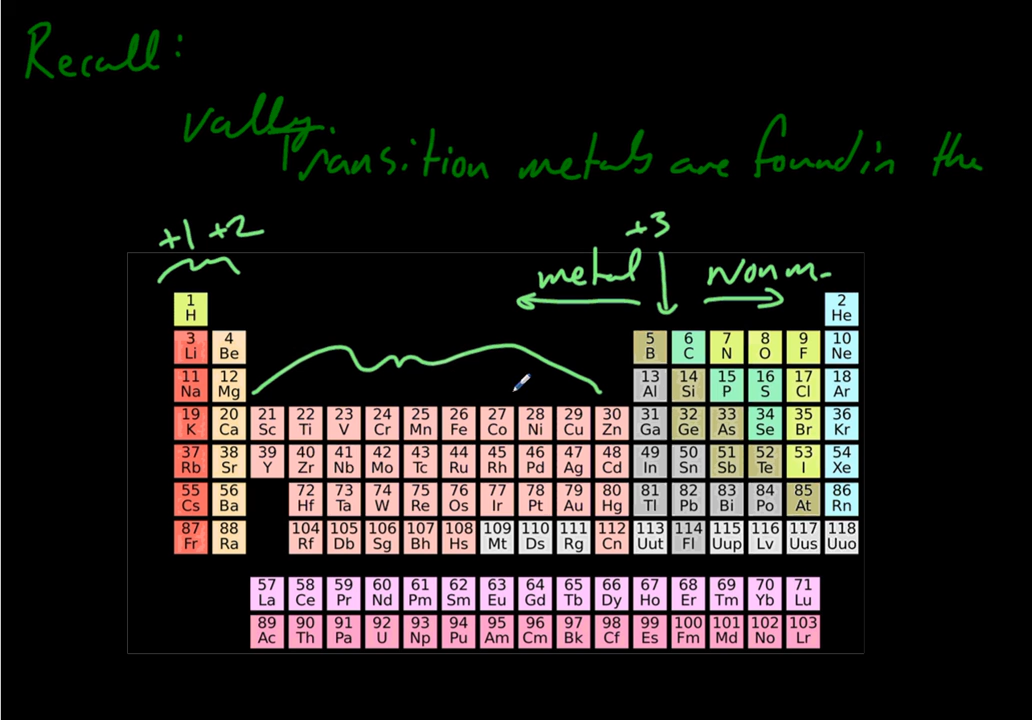 Recall:
vally.
Transition metals are found in the
+1 +2
+3
metal
Nonm.
1 2
H He
3 4 5 6 7 8 9 10
Li Be B C N O F Ne
11 12 13 14 15 16 17 18
Na Mg Al Si P S Cl Ar
19 20 21 22 23 24 25 26 27 28 29 30 31 32 33 34 35 36
K Ca Sc Ti V Cr Mn Fe Co Ni Cu Zn Ga Ge As Se Br Kr
37 38 39 40 41 42 43 44 45 46 47 48 49 50 51 52 53 54
Rb Sr Y Zr Nb Mo Tc Ru Rh Pd Ag Cd In Sn Sb Te I Xe
55 56 72 73 74 75 76 77 78 79 80 81 82 83 84 85 86
Cs Ba Hf Ta W Re Os Ir Pt Au Hg Tl Pb Bi Po At Rn
87 88 104 105 106 107 108 109 110 111 112 113 114 115 116 117 118
Fr Ra Rf Db Sg Bh Hs Mt Ds Rg Cn Uut Fl Uup Lv Uus Uuo
57 58 59 60 61 62 63 64 65 66 67 68 69 70 71
La Ce Pr Nd Pm Sm Eu Gd Tb Dy Ho Er Tm Yb Lu
89 90 91 92 93 94 95 96 97 98 99 100 101 102 103
Ac Th Pa U Np Pu Am Cm Bk Cf Es Fm Md No Lr